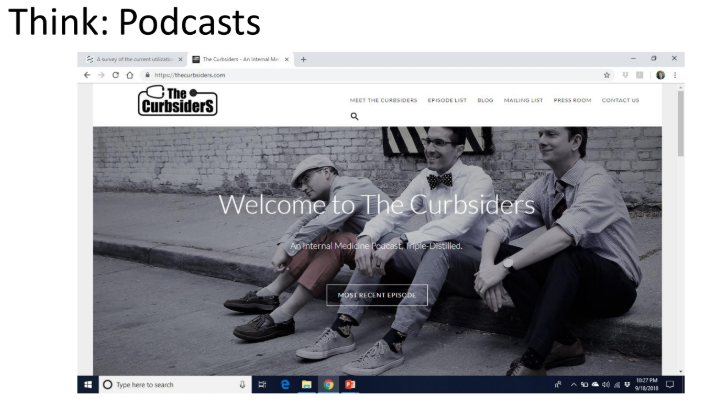 Think: Podcasts
A survey of the current utilization
The Curbsiders - An Internal Med
https://thecurbsiders.com
The
CurbsiderS
MEET THE CURBSIDERS EPISODE LIST BLOG MAILING LIST PRESS ROOM CONTACT US
Welcome to The Curbsiders
An Internal Medicine Podcast, Triple-Distilled.
MOST RECENT EPISODE
Type here to search
10:27 PM
9/18/2018